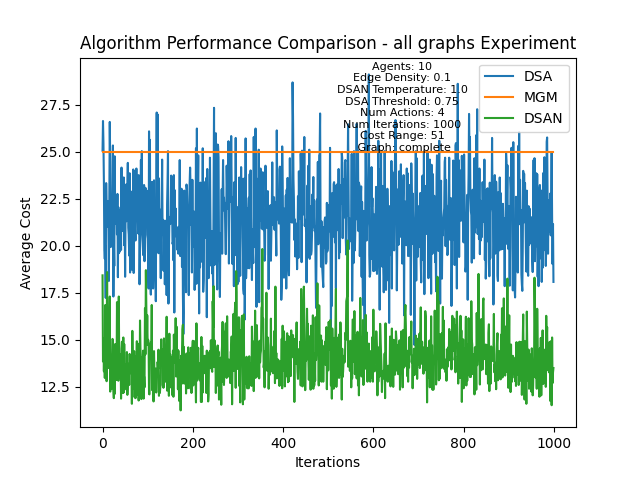 Algorithm Performance Comparison - all graphs Experiment
Agents: 10
Edge Density: 0.1
DSAN Temperature: 1.0
DSA Threshold: 0.75
Num Actions: 4
Num Iterations: 1000
Cost Range: 51
Graph: complete
DSA
MGM
DSAN
Average Cost
27.5
25.0
22.5
20.0
17.5
15.0
12.5
0 200 400 600 800 1000
Iterations